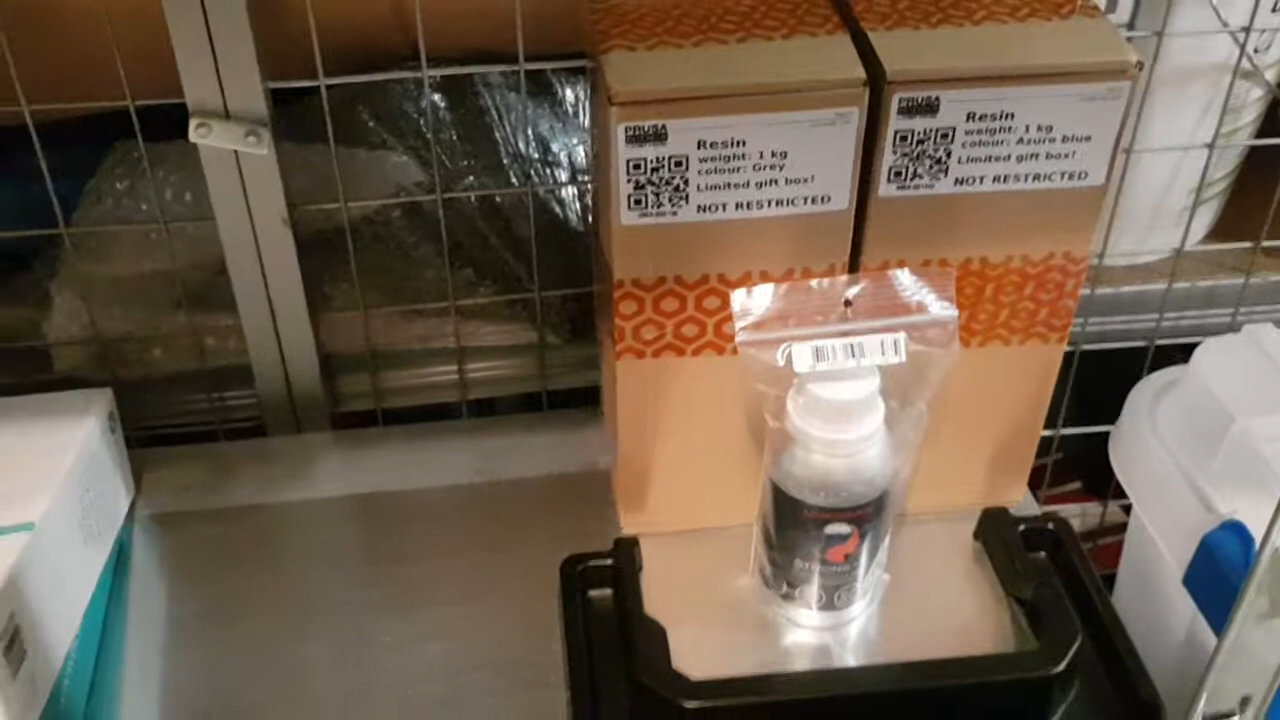 PRUSA
Resin
weight: 1 kg
colour: Grey
Limited gift box!
NOT RESTRICTED
PRUSA
Resin
weight: 1 kg
colour: Azure blue
Limited gift box!
NOT RESTRICTED
STRONG